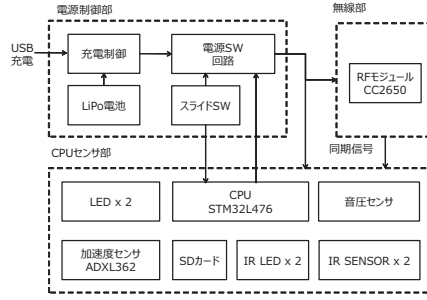 電源制御部
無線部
USB
充電
充電制御
電源SW
回路
RFモジュール
CC2650
LiPo電池
スライドSW
CPUセンサ部
同期信号
LED x 2
CPU
STM32L476
音圧センサ
加速度センサ
ADXL362
SDカード
IR LED x 2
IR SENSOR x 2